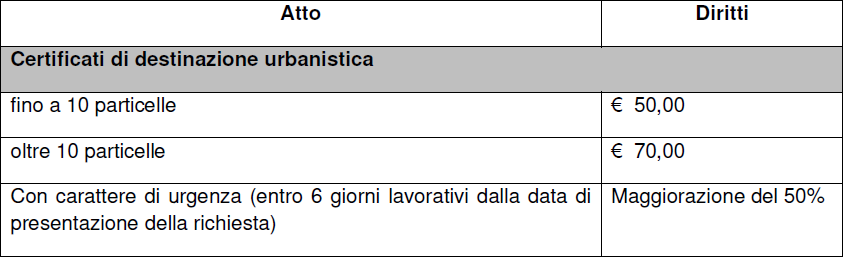 Atto Diritti
Certificati di destinazione urbanistica
fino a 10 particelle € 50,00
oltre 10 particelle € 70,00
Con carattere di urgenza (entro 6 giorni lavorativi dalla data di Maggiorazione del 50%
presentazione della richiesta)